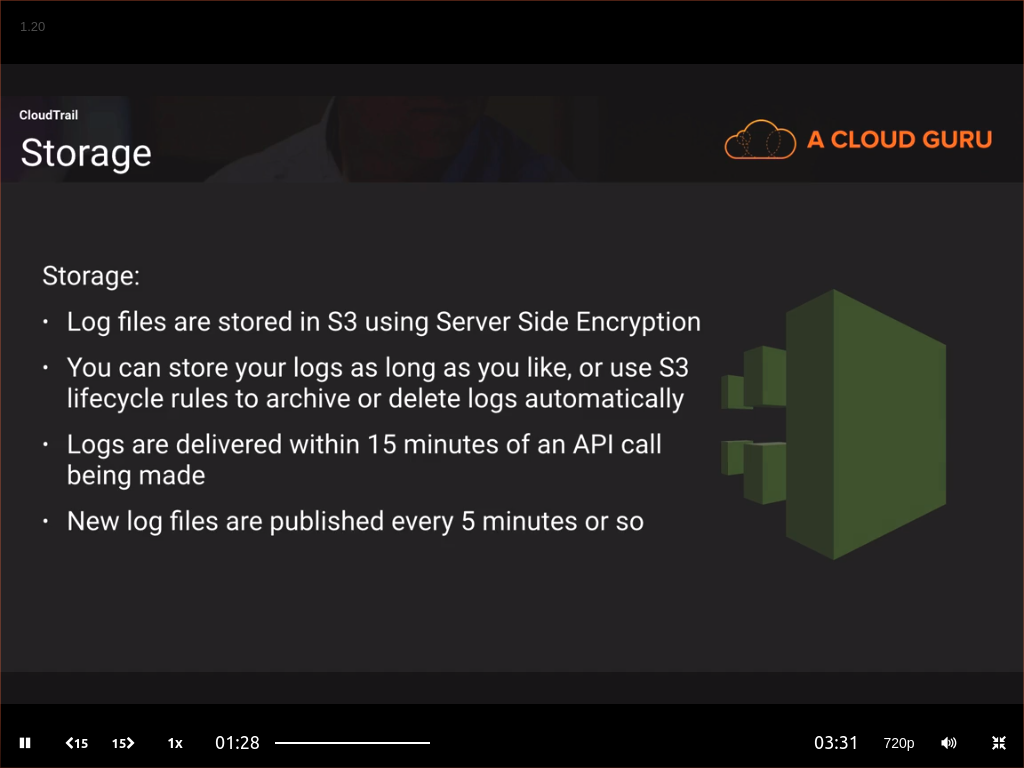 1.20
CloudTrail
Storage
A CLOUD GURU
Storage:
• Log files are stored in S3 using Server Side Encryption
• You can store your logs as long as you like, or use S3
lifecycle rules to archive or delete logs automatically
• Logs are delivered within 15 minutes of an API call
being made
• New log files are published every 5 minutes or so
15 15 1x 01:28 03:31 720p